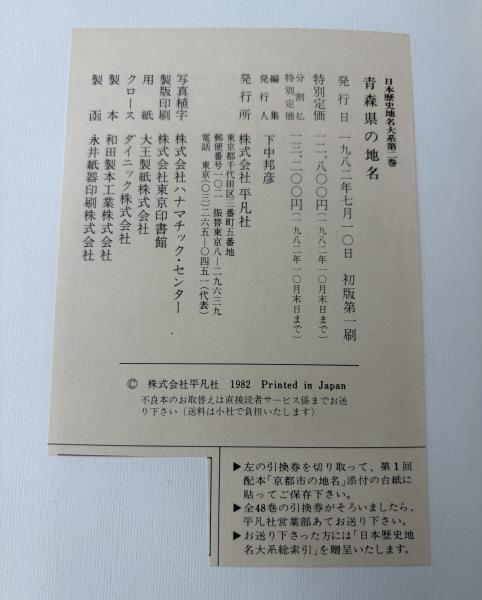 日本歴史地名大系第二巻
青森県の地名
発行日 一九八二年七月一〇日 初版第一刷
特別定価 一二、八〇〇円(一九八二年一〇月末日まで)
分割払
特別定価 一三、二〇〇円(一九八二年一〇月末日まで)
編集
発行人 下中邦彦
発行所 株式会社平凡社
東京都千代田区三番町五番地
郵便番号一〇二 振替東京八—二九六三九
電話 東京(〇三)二六五—〇四五一(代表)
写真植字 株式会社ハナマチック・センター
製版印刷 株式会社東京印書館
用紙 大王製紙株式会社
クロース ダイニック株式会社
製本 和田製本工業株式会社
製函 永井紙器印刷株式会社
© 株式会社平凡社 1982 Printed in Japan
不良本のお取替えは直接読者サービス係までお送
り下さい(送料は小社で負担いたします)
▶左の引換券を切り取って、第1回
配本「京都市の地名」添付の台紙に
貼ってご保存下さい。
▶全48巻の引換券がそろいましたら、
平凡社営業部あてお送り下さい。
▶お送り下さった方には「日本歴史地
名大系総索引」を贈呈いたします。